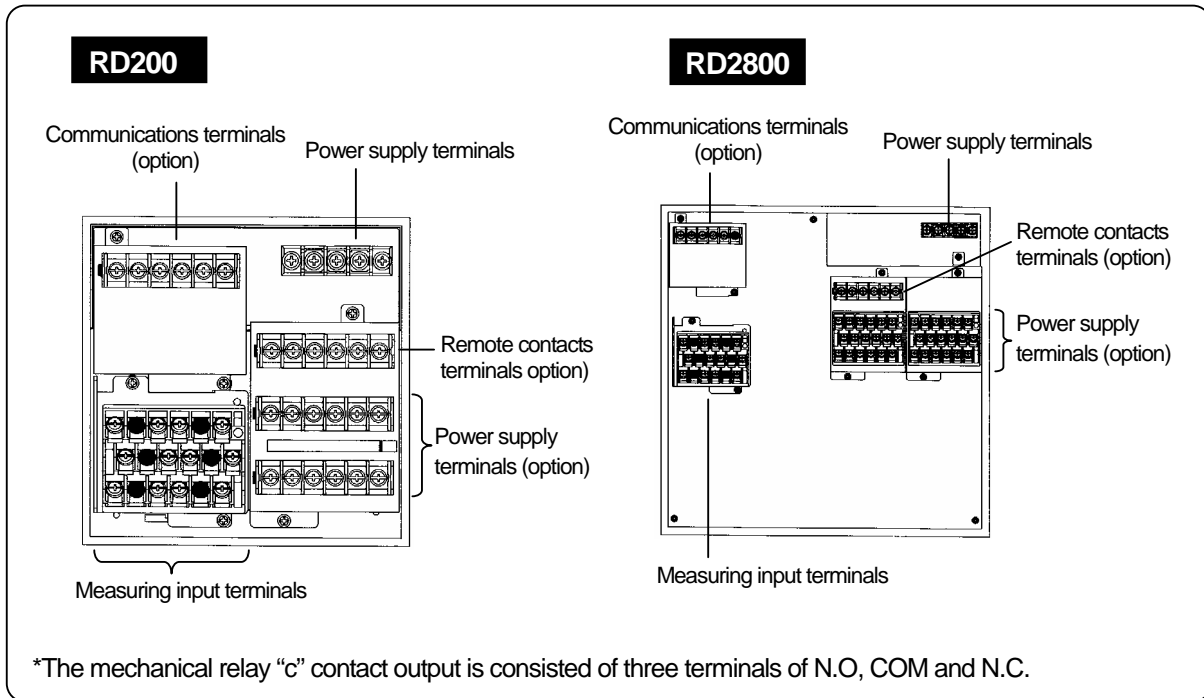 RD200
Communications terminals
(option)
Power supply terminals
Remote contacts
terminals option)
Power supply
terminals (option)
Measuring input terminals
RD2800
Communications terminals
(option)
Power supply terminals
Remote contacts
terminals (option)
Power supply
terminals (option)
Measuring input terminals
*The mechanical relay “c” contact output is consisted of three terminals of N.O, COM and N.C.